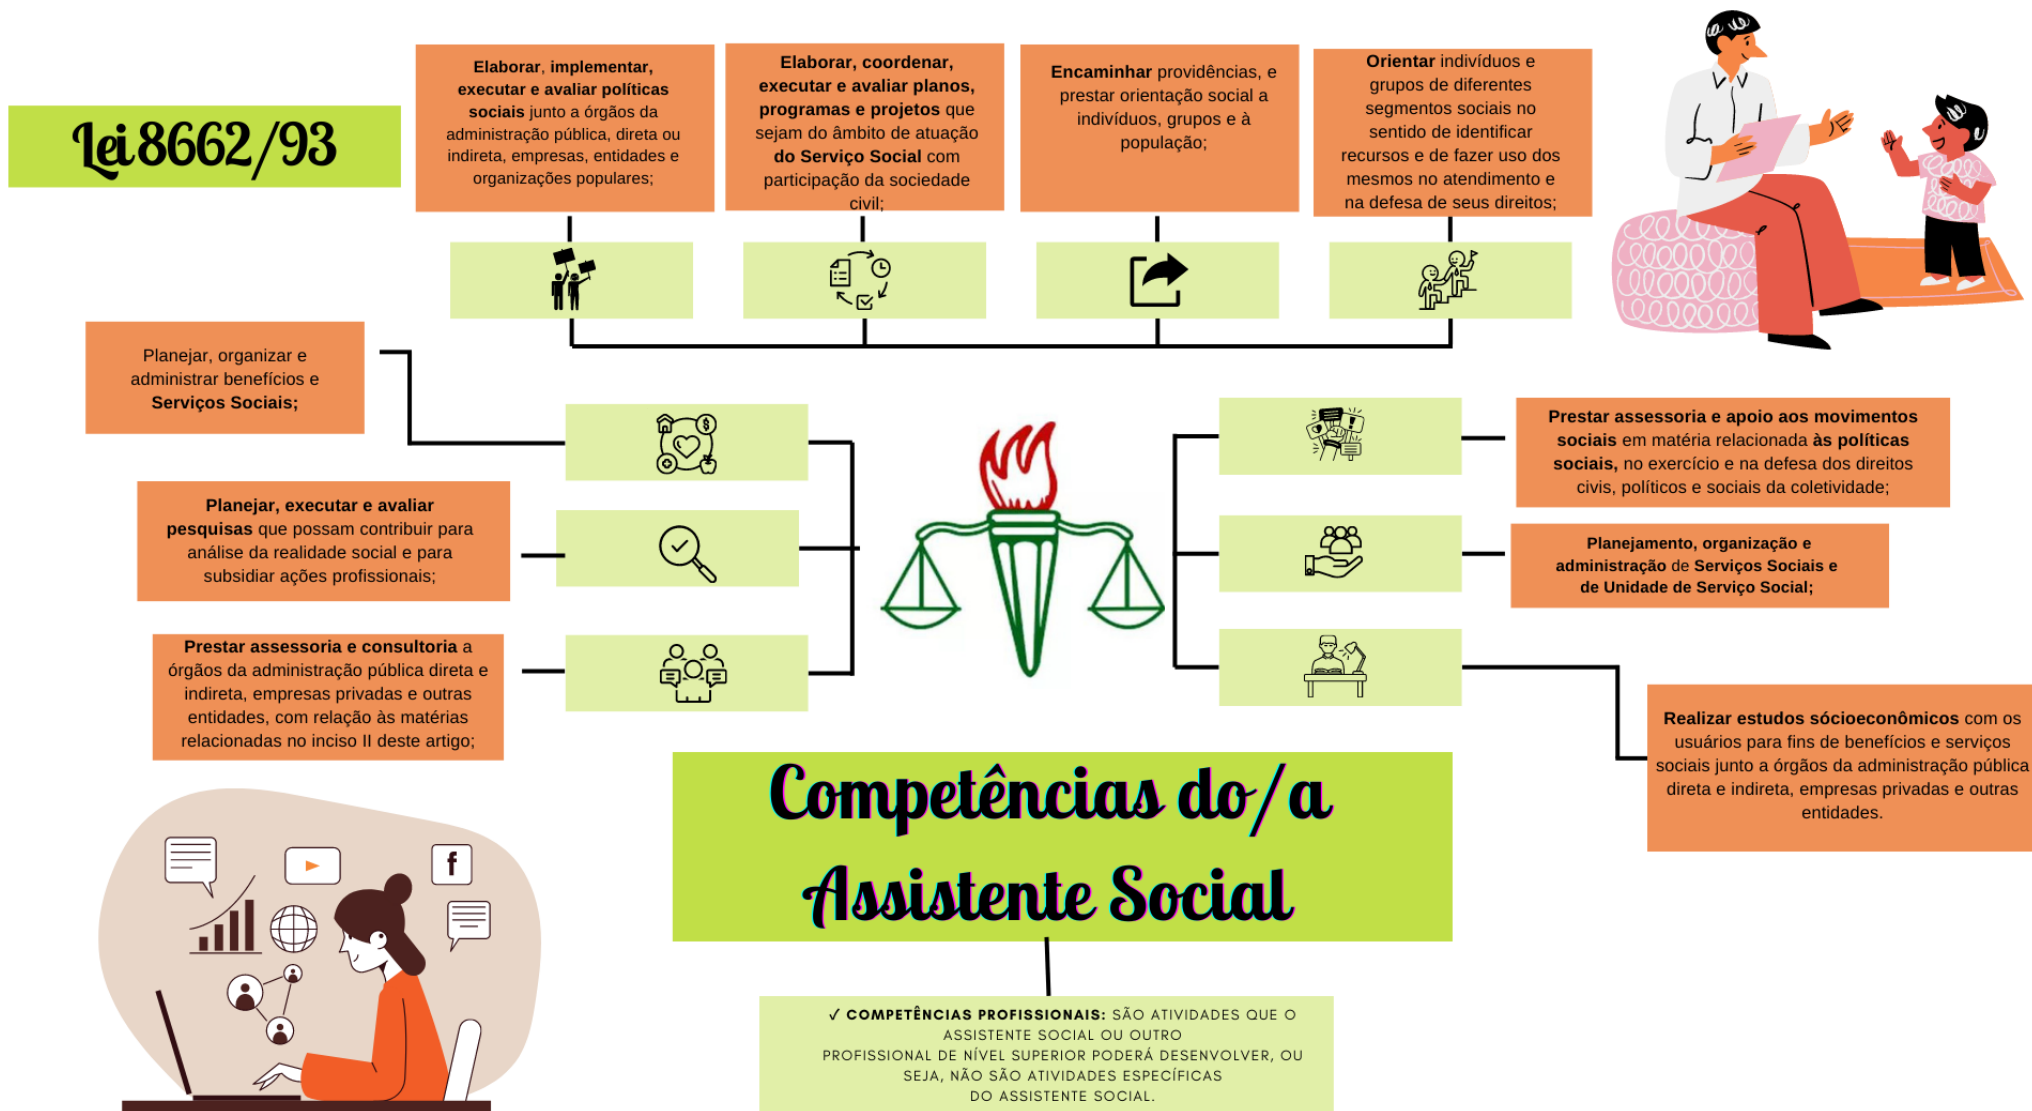 Lei 8662/93
Elaborar, implementar,
executar e avaliar políticas
sociais junto a órgãos da
administração pública, direta ou
indireta, empresas, entidades e
organizações populares;
Elaborar, coordenar,
executar e avaliar planos,
programas e projetos que
sejam do âmbito de atuação
do Serviço Social com
participação da sociedade
civil;
Encaminhar providências, e
prestar orientação social a
indivíduos, grupos e à
população;
Orientar indivíduos e
grupos de diferentes
segmentos sociais no
sentido de identificar
recursos e de fazer uso dos
mesmos no atendimento e
na defesa de seus direitos;
Planejar, organizar e
administrar benefícios e
Serviços Sociais;
Planejar, executar e avaliar
pesquisas que possam contribuir para
análise da realidade social e para
subsidiar ações profissionais;
Prestar assessoria e consultoria a
órgãos da administração pública direta e
indireta, empresas privadas e outras
entidades, com relação às matérias
relacionadas no inciso II deste artigo;
Prestar assessoria e apoio aos movimentos
sociais em matéria relacionada às políticas
sociais, no exercício e na defesa dos direitos
civis, políticos e sociais da coletividade;
Planejamento, organização e
administração de Serviços Sociais e
de Unidade de Serviço Social;
Realizar estudos sócioeconômicos com os
usuários para fins de benefícios e serviços
sociais junto a órgãos da administração pública
direta e indireta, empresas privadas e outras
entidades.
Competências do/a
Assistente Social
✓ COMPETÊNCIAS PROFISSIONAIS: SÃO ATIVIDADES QUE O
ASSISTENTE SOCIAL OU OUTRO
PROFISSIONAL DE NÍVEL SUPERIOR PODERÁ DESENVOLVER, OU
SEJA, NÃO SÃO ATIVIDADES ESPECÍFICAS
DO ASSISTENTE SOCIAL.
f